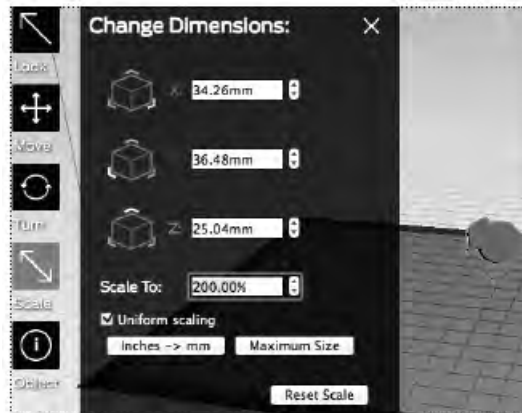 Change Dimensions:
Look
Move
Turn
Scale
Object
X: 34.26mm
36.48mm
Z: 25.04mm
Scale To: 200.00%
Uniform scaling
Inches -> mm Maximum Size
Reset Scale